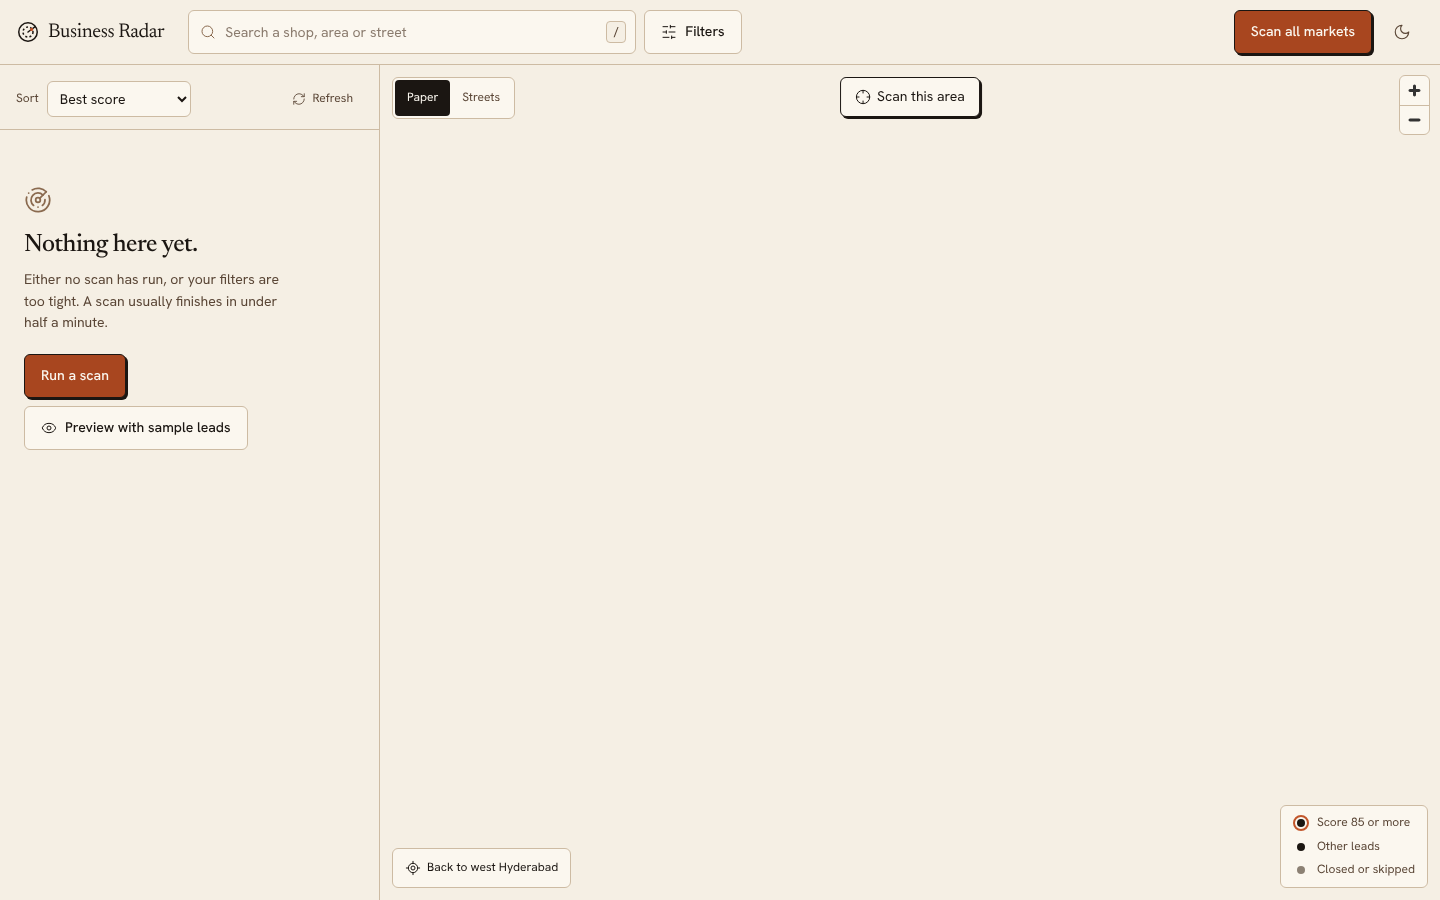 Business Radar
Search a shop, area or street
/
Filters
Scan all markets
Sort
Best score
Refresh
Paper
Streets
Scan this area
+
−
Nothing here yet.
Either no scan has run, or your filters are
too tight. A scan usually finishes in under
half a minute.
Run a scan
Preview with sample leads
Back to west Hyderabad
Score 85 or more
Other leads
Closed or skipped